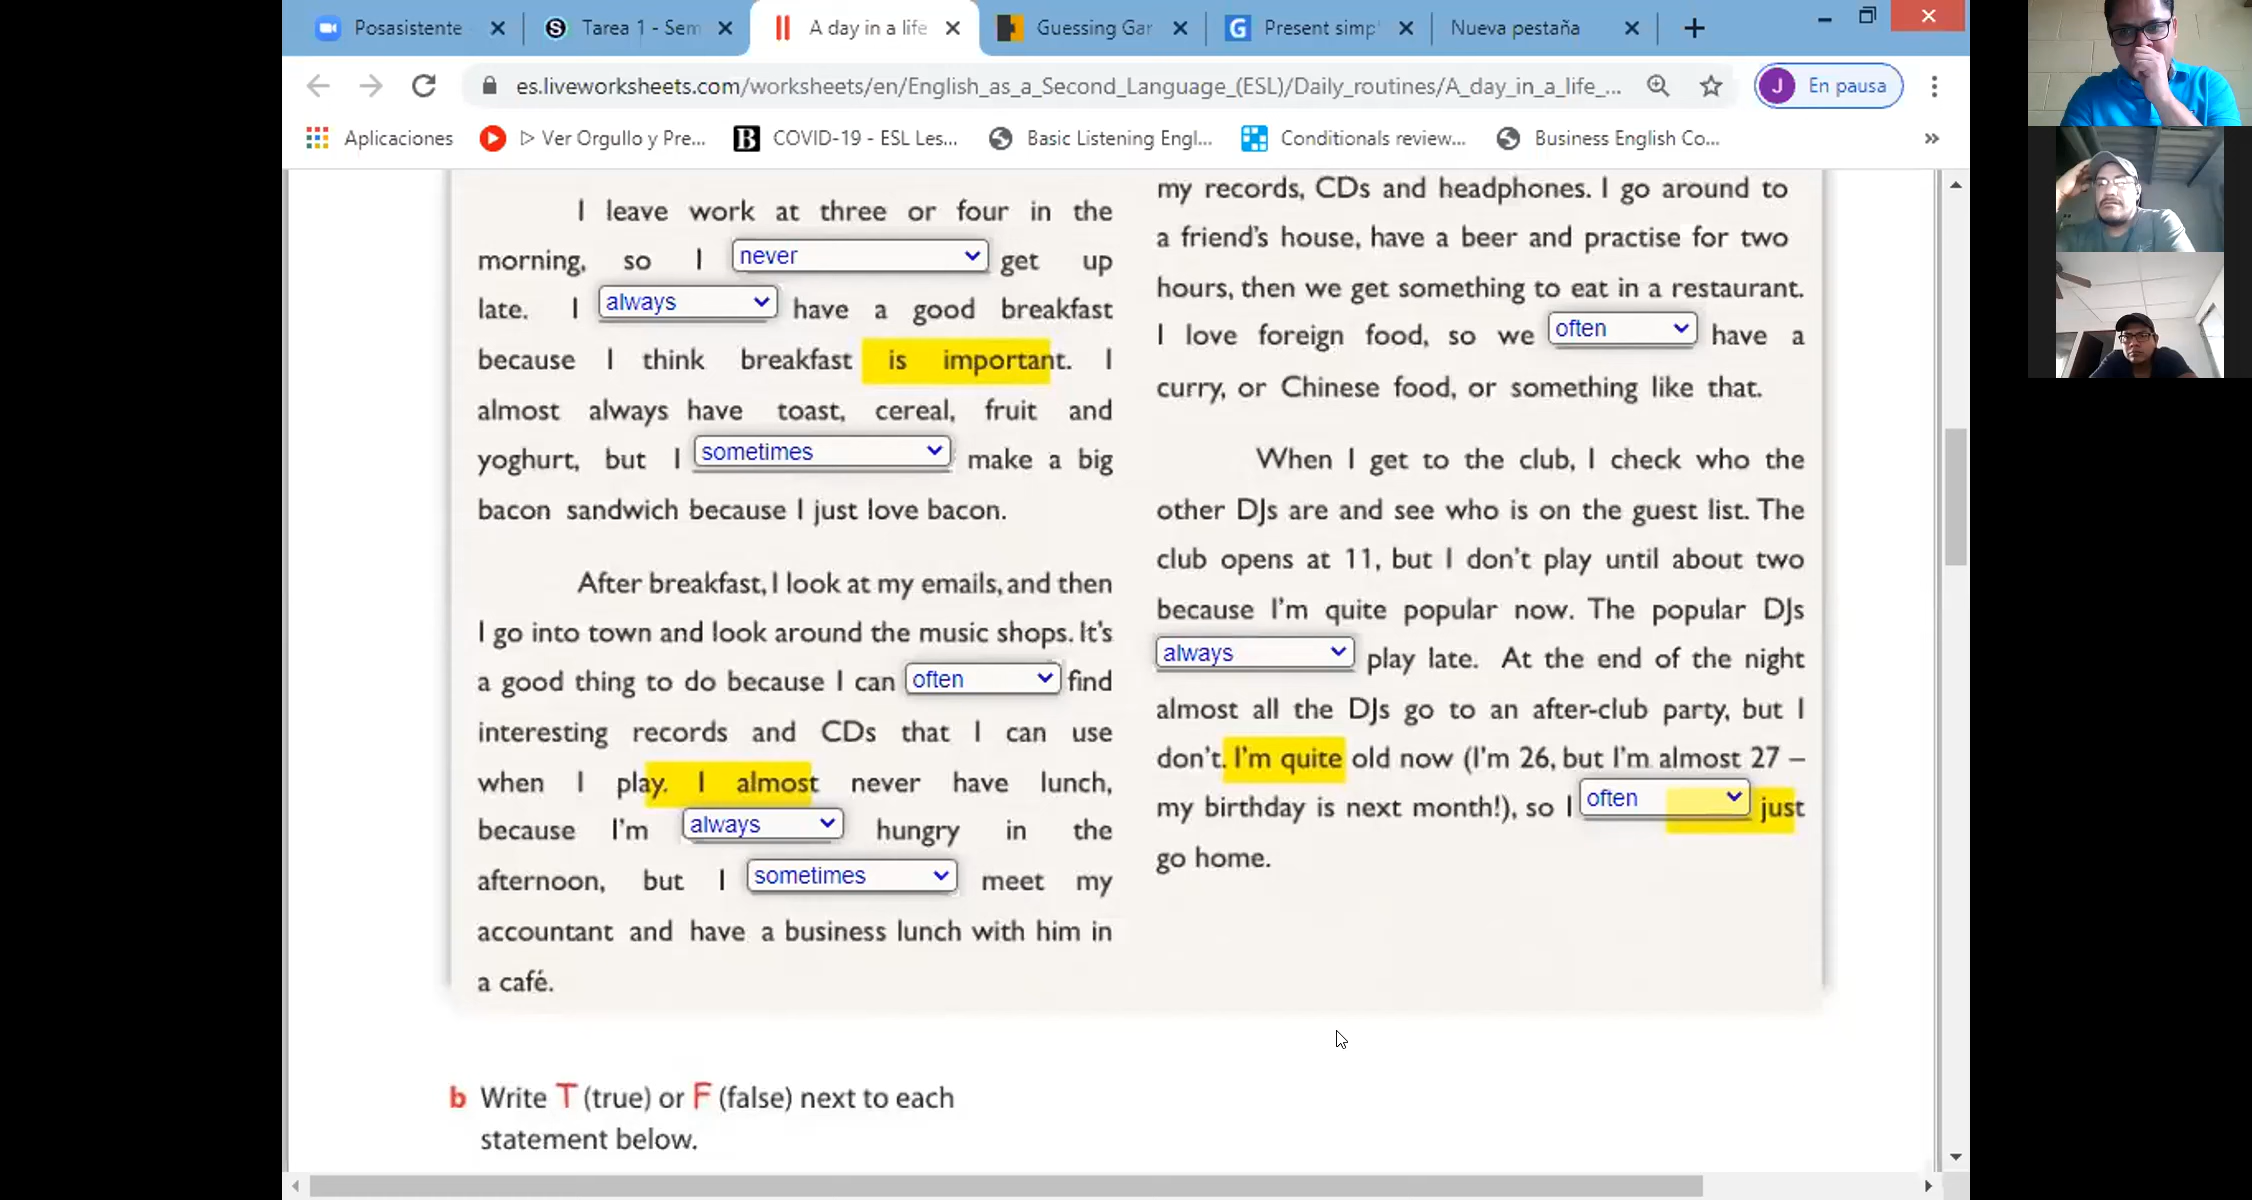 Posasistente
Tarea 1 - Sem
A day in a life
Guessing Gar
Present simp
Nueva pestaña
es.liveworksheets.com/worksheets/en/English_as_a_Second_Language_(ESL)/Daily_routines/A_day_in_a_life_...
J En pausa
Aplicaciones
Ver Orgullo y Pre...
B COVID-19 - ESL Les...
Basic Listening Engl...
Conditionals review...
Business English Co...
»
I leave work at three or four in the
morning, so I never get up
late. I always have a good breakfast
because I think breakfast is important. I
almost always have toast, cereal, fruit and
yoghurt, but I sometimes make a big
bacon sandwich because I just love bacon.
After breakfast, I look at my emails, and then
I go into town and look around the music shops. It's
a good thing to do because I can often find
interesting records and CDs that I can use
when I play. I almost never have lunch,
because I'm always hungry in the
afternoon, but I sometimes meet my
accountant and have a business lunch with him in
a café.
my records, CDs and headphones. I go around to
a friend's house, have a beer and practise for two
hours, then we get something to eat in a restaurant.
I love foreign food, so we often have a
curry, or Chinese food, or something like that.
When I get to the club, I check who the
other DJs are and see who is on the guest list. The
club opens at 11, but I don't play until about two
because I'm quite popular now. The popular DJs
always play late. At the end of the night
almost all the DJs go to an after-club party, but I
don't. I'm quite old now (I'm 26, but I'm almost 27 –
my birthday is next month!), so I often just
go home.
b Write T (true) or F (false) next to each
statement below.